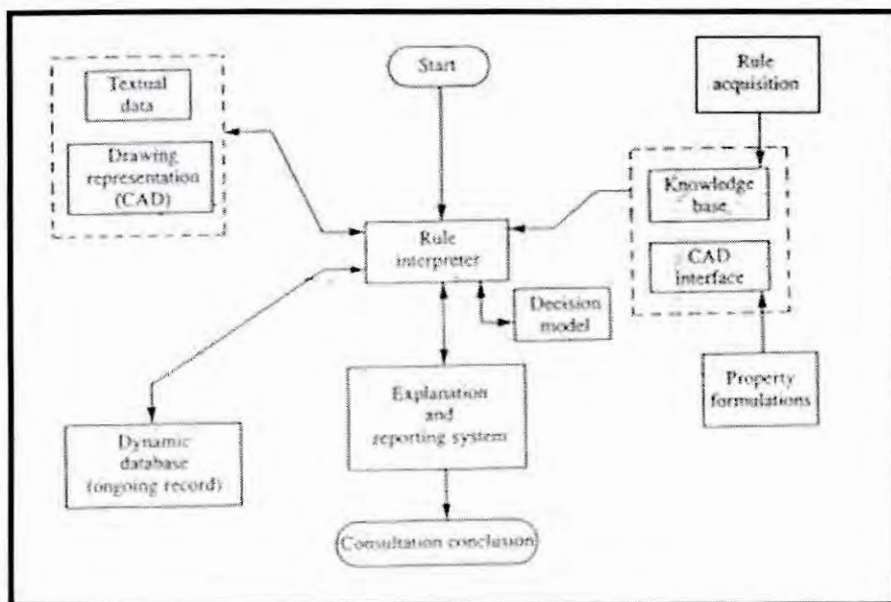 Start
Textual
data
Drawing
representation
(CAD)
Rule
acquisition
Knowledge
base
CAD
interface
Rule
interpreter
Decision
model
Property
formulations
Explanation
and
reporting system
Dynamic
database
(ongoing record)
Consultation conclusion